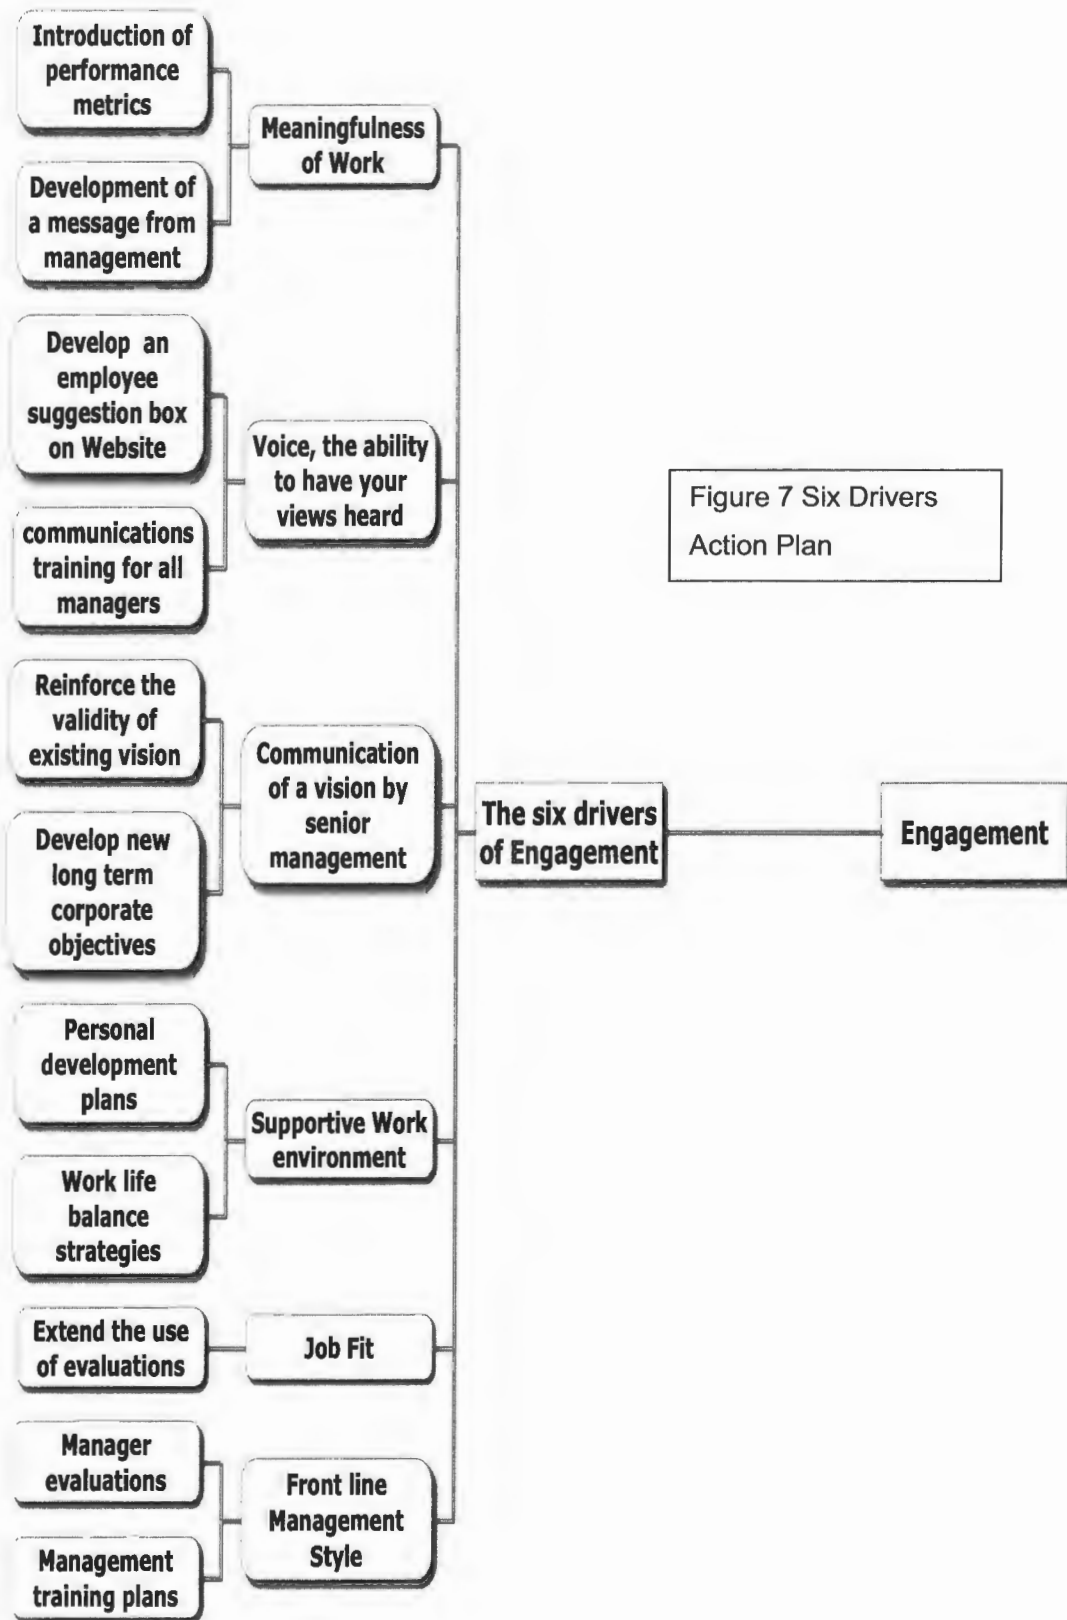 Introduction of
performance
metrics
Development of
a message from
management
Meaningfulness
of Work
Develop an
employee
suggestion box
on Website
communications
training for all
managers
Voice, the ability
to have your
views heard
Figure 7 Six Drivers
Action Plan
Reinforce the
validity of
existing vision
Develop new
long term
corporate
objectives
Communication
of a vision by
senior
management
The six drivers
of Engagement
Engagement
Personal
development
plans
Work life
balance
strategies
Supportive Work
environment
Extend the use
of evaluations
Job Fit
Manager
evaluations
Management
training plans
Front line
Management
Style